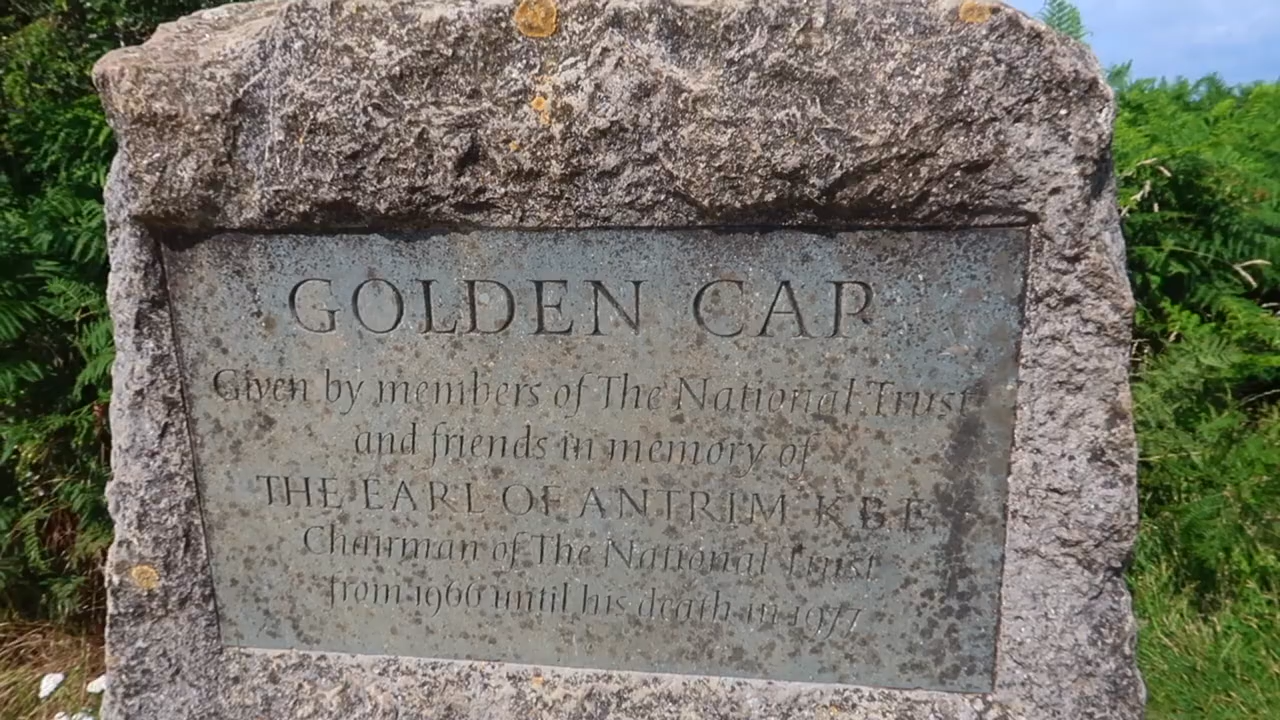 GOLDEN CAP
Given by members of The National Trust
and friends in memory of
THE EARL OF ANTRIM K B E
Chairman of The National Trust
from 1966 until his death in 1977